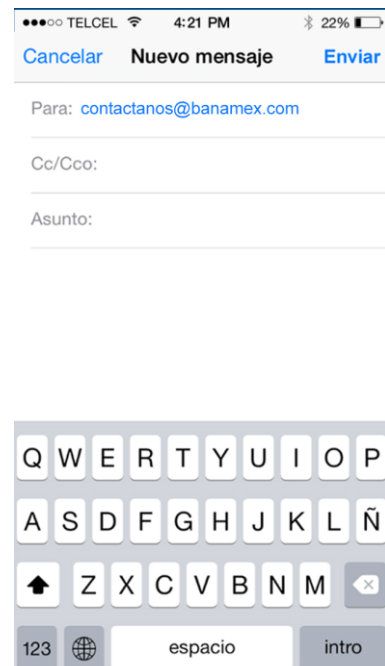 TELCEL 4:21 PM 22%
Cancelar Nuevo mensaje Enviar
Para: contactanos@banamex.com
Cc/Cco:
Asunto:
Q W E R T Y U I O P
A S D F G H J K L Ñ
Z X C V B N M
123 espacio intro